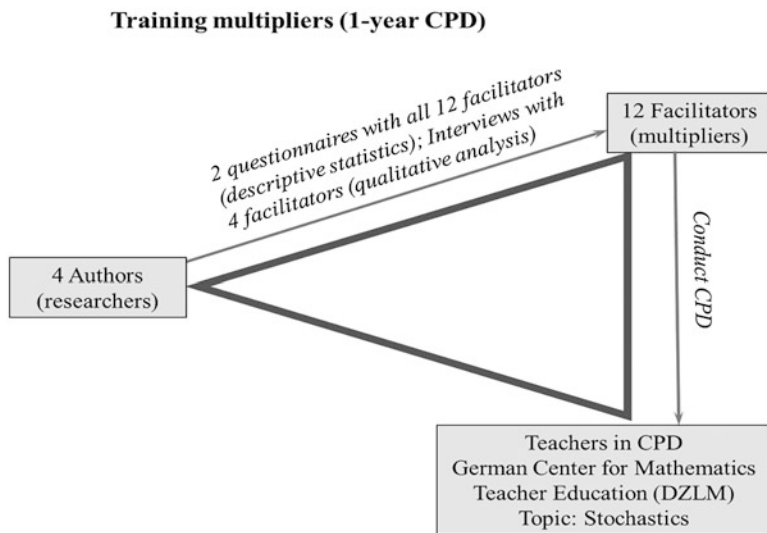 Training multipliers (1-year CPD)
2 questionnaires with all 12 facilitators
(descriptive statistics); Interviews with
4 facilitators (qualitative analysis)
12 Facilitators
(multipliers)
4 Authors
(researchers)
Conduct CPD
Teachers in CPD
German Center for Mathematics
Teacher Education (DZLM)
Topic: Stochastics